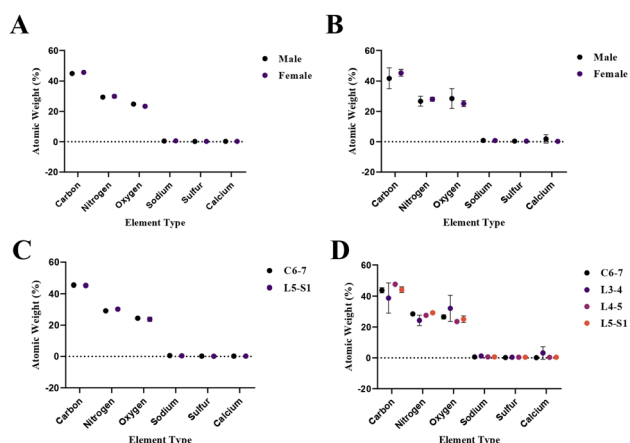 A
Atomic Weight (%)
60
40
20
0
-20
Carbon
Nitrogen
Oxygen
Sodium
Sulfur
Calcium
Element Type
Male
Female
B
Atomic Weight (%)
60
40
20
0
-20
Carbon
Nitrogen
Oxygen
Sodium
Sulfur
Calcium
Element Type
Male
Female
C
Atomic Weight (%)
60
40
20
0
-20
Carbon
Nitrogen
Oxygen
Sodium
Sulfur
Calcium
Element Type
C6-7
L5-S1
D
Atomic Weight (%)
60
40
20
0
-20
Carbon
Nitrogen
Oxygen
Sodium
Sulfur
Calcium
Element Type
C6-7
L3-4
L4-5
L5-S1